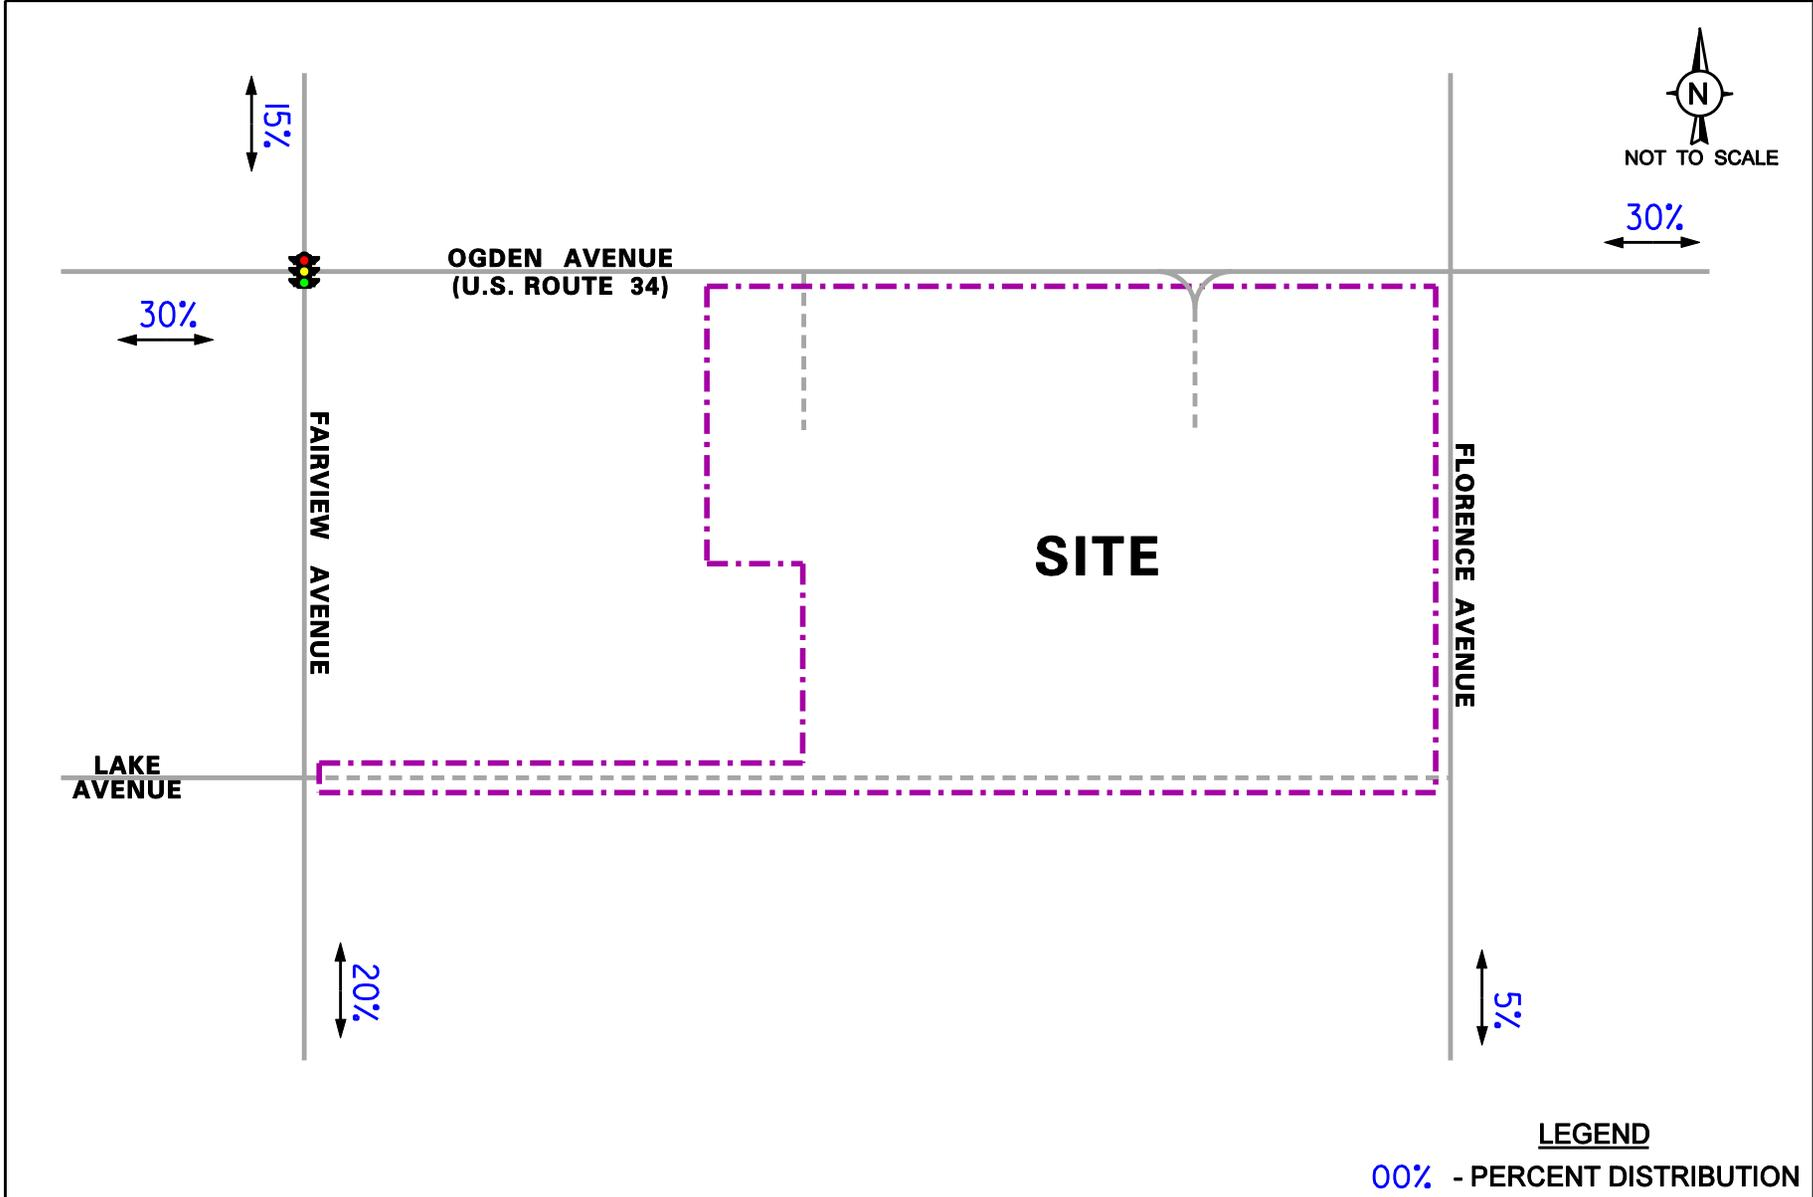 15%
N
NOT TO SCALE
30%
OGDEN AVENUE
(U.S. ROUTE 34)
30%
FAIRVIEW AVENUE
FLORENCE AVENUE
SITE
LAKE
AVENUE
20%
5%
LEGEND
00% - PERCENT DISTRIBUTION